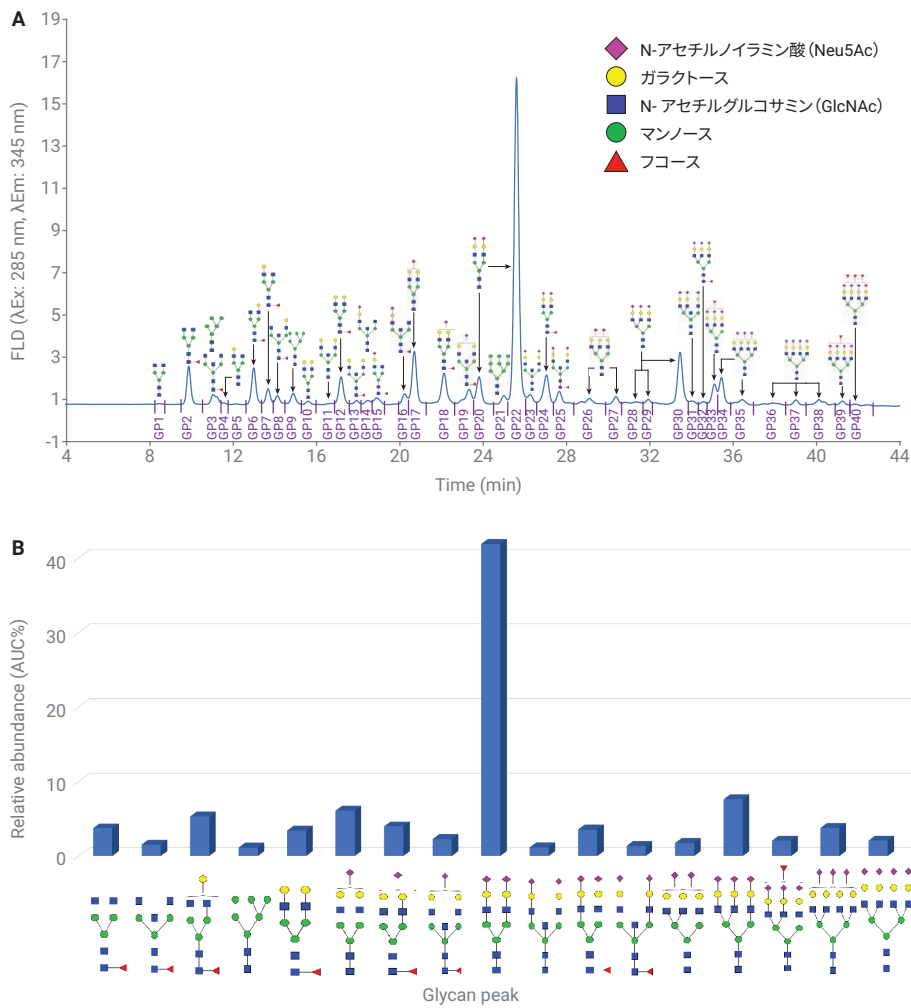 A
19
17
15
13
11
9
7
5
3
1
-1
FLD (λEx: 285 nm, λEm: 345 nm)
N-アセチルノイラミン酸（Neu5Ac）
ガラクトース
N- アセチルグルコサミン（GlcNAc）
マンノース
フコース
GP1
GP2
GP3
GP4
GP5
GP6
GP7
GP8
GP9
GP10
GP11
GP12
GP13
GP14
GP15
GP16
GP17
GP18
GP19
GP20
GP21
GP22
GP23
GP24
GP25
GP26
GP27
GP28
GP29
GP30
GP31
GP32
GP33
GP34
GP35
GP36
GP37
GP38
GP39
GP40
4 8 12 16 20 24 28 32 36 40 44
Time (min)
B
40
30
20
10
0
Relative abundance (AUC%)
Glycan peak